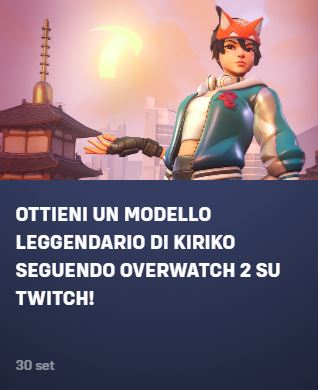 OTTIENI UN MODELLO
LEGGENDARIO DI KIRIKO
SEGUENDO OVERWATCH 2 SU
TWITCH!
30 set